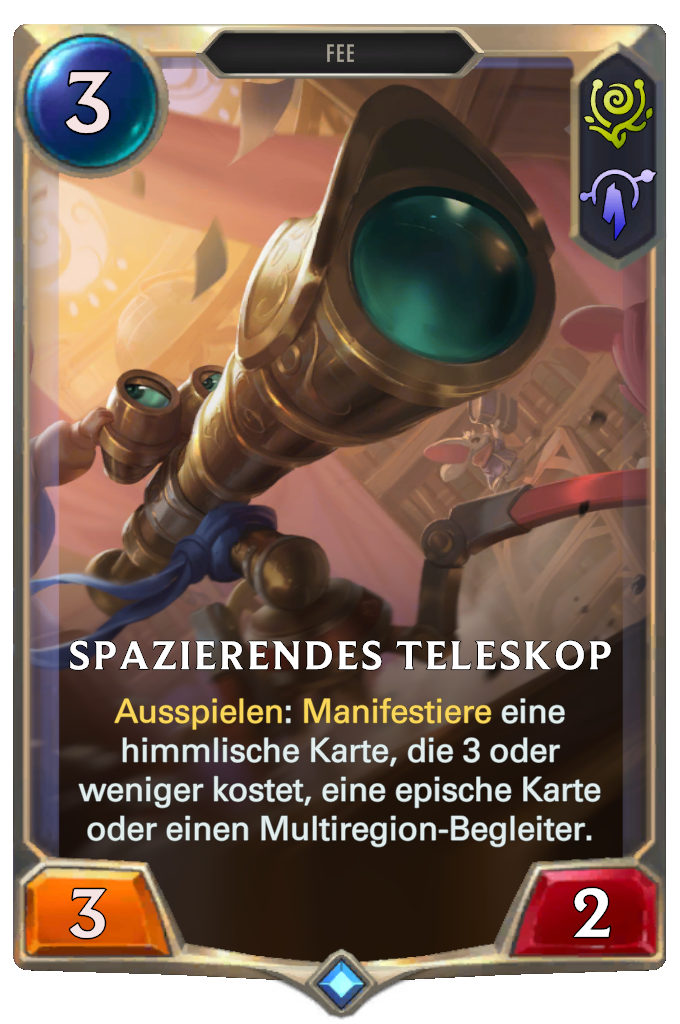 FEE
3
SPAZIERENDES TELESKOP
Ausspielen: Manifestiere eine
himmlische Karte, die 3 oder
weniger kostet, eine epische Karte
oder einen Multiregion-Begleiter.
3
2